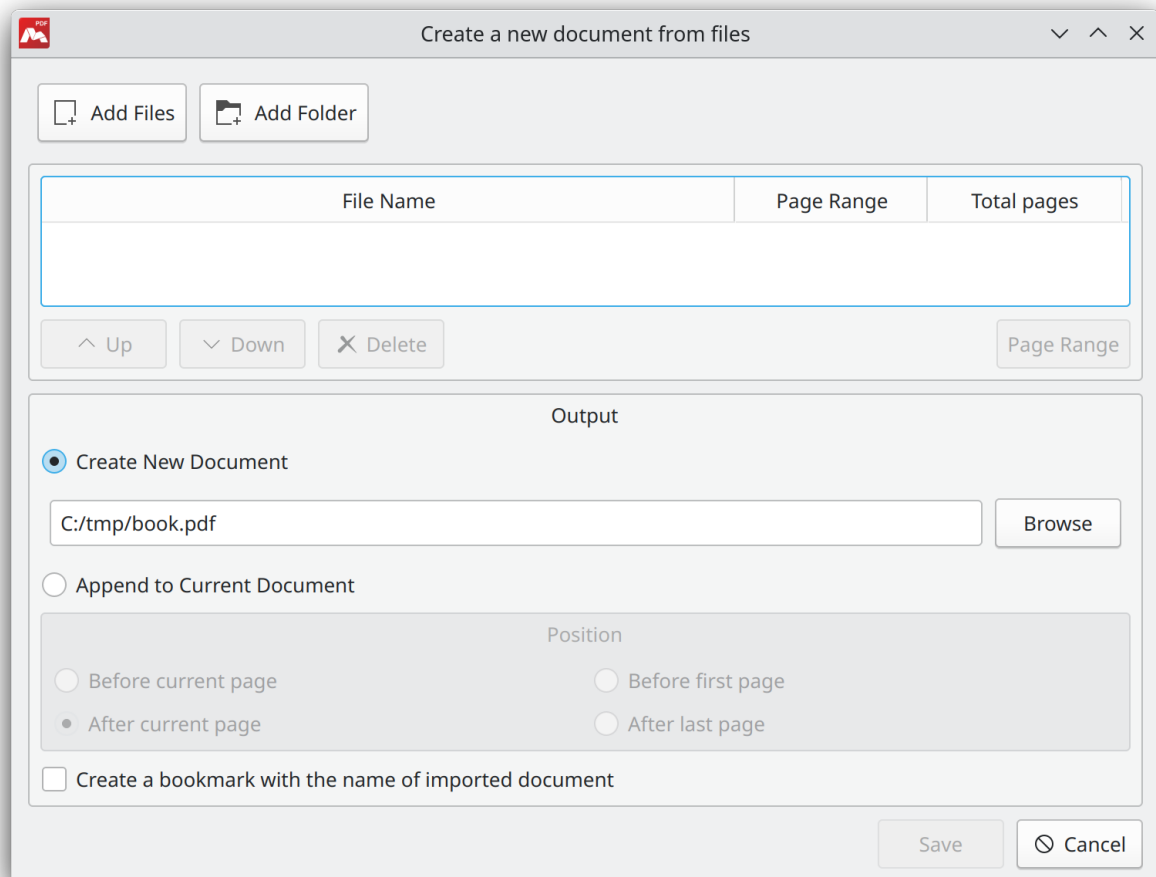 PDF
Create a new document from files
Add Files Add Folder
File Name Page Range Total pages
Up Down Delete Page Range
Output
Create New Document
C:/tmp/book.pdf Browse
Append to Current Document
Position
Before current page Before first page
After current page After last page
Create a bookmark with the name of imported document
Save Cancel